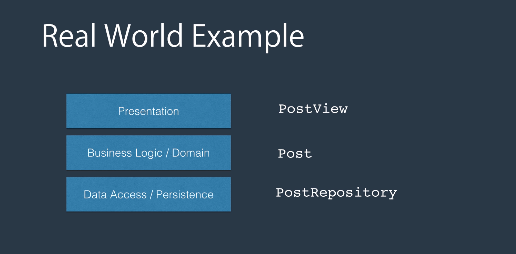 Real World Example
Presentation
PostView
Business Logic / Domain
Post
Data Access / Persistence
PostRepository